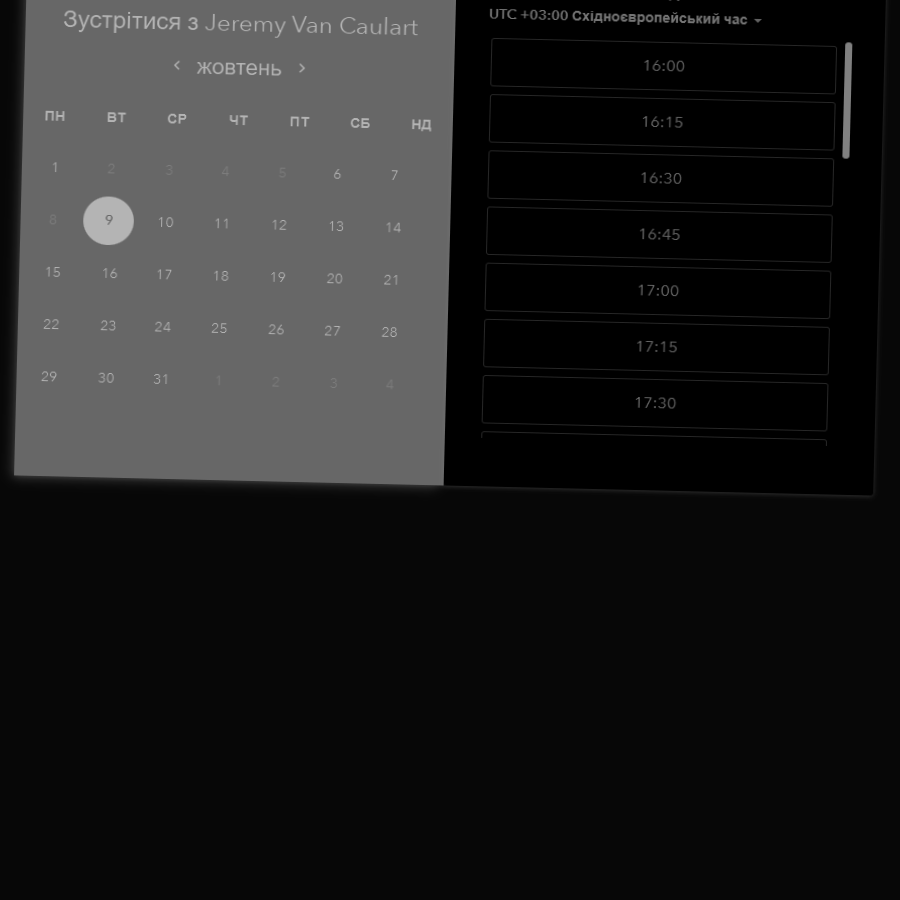 Зустрітися з Jeremy Van Caulart
жовтень
ПН ВТ СР ЧТ ПТ СБ НД
1 2 3 4 5 6 7
8 9 10 11 12 13 14
15 16 17 18 19 20 21
22 23 24 25 26 27 28
29 30 31 1 2 3 4
UTC +03:00 Східноєвропейський час
16:00
16:15
16:30
16:45
17:00
17:15
17:30